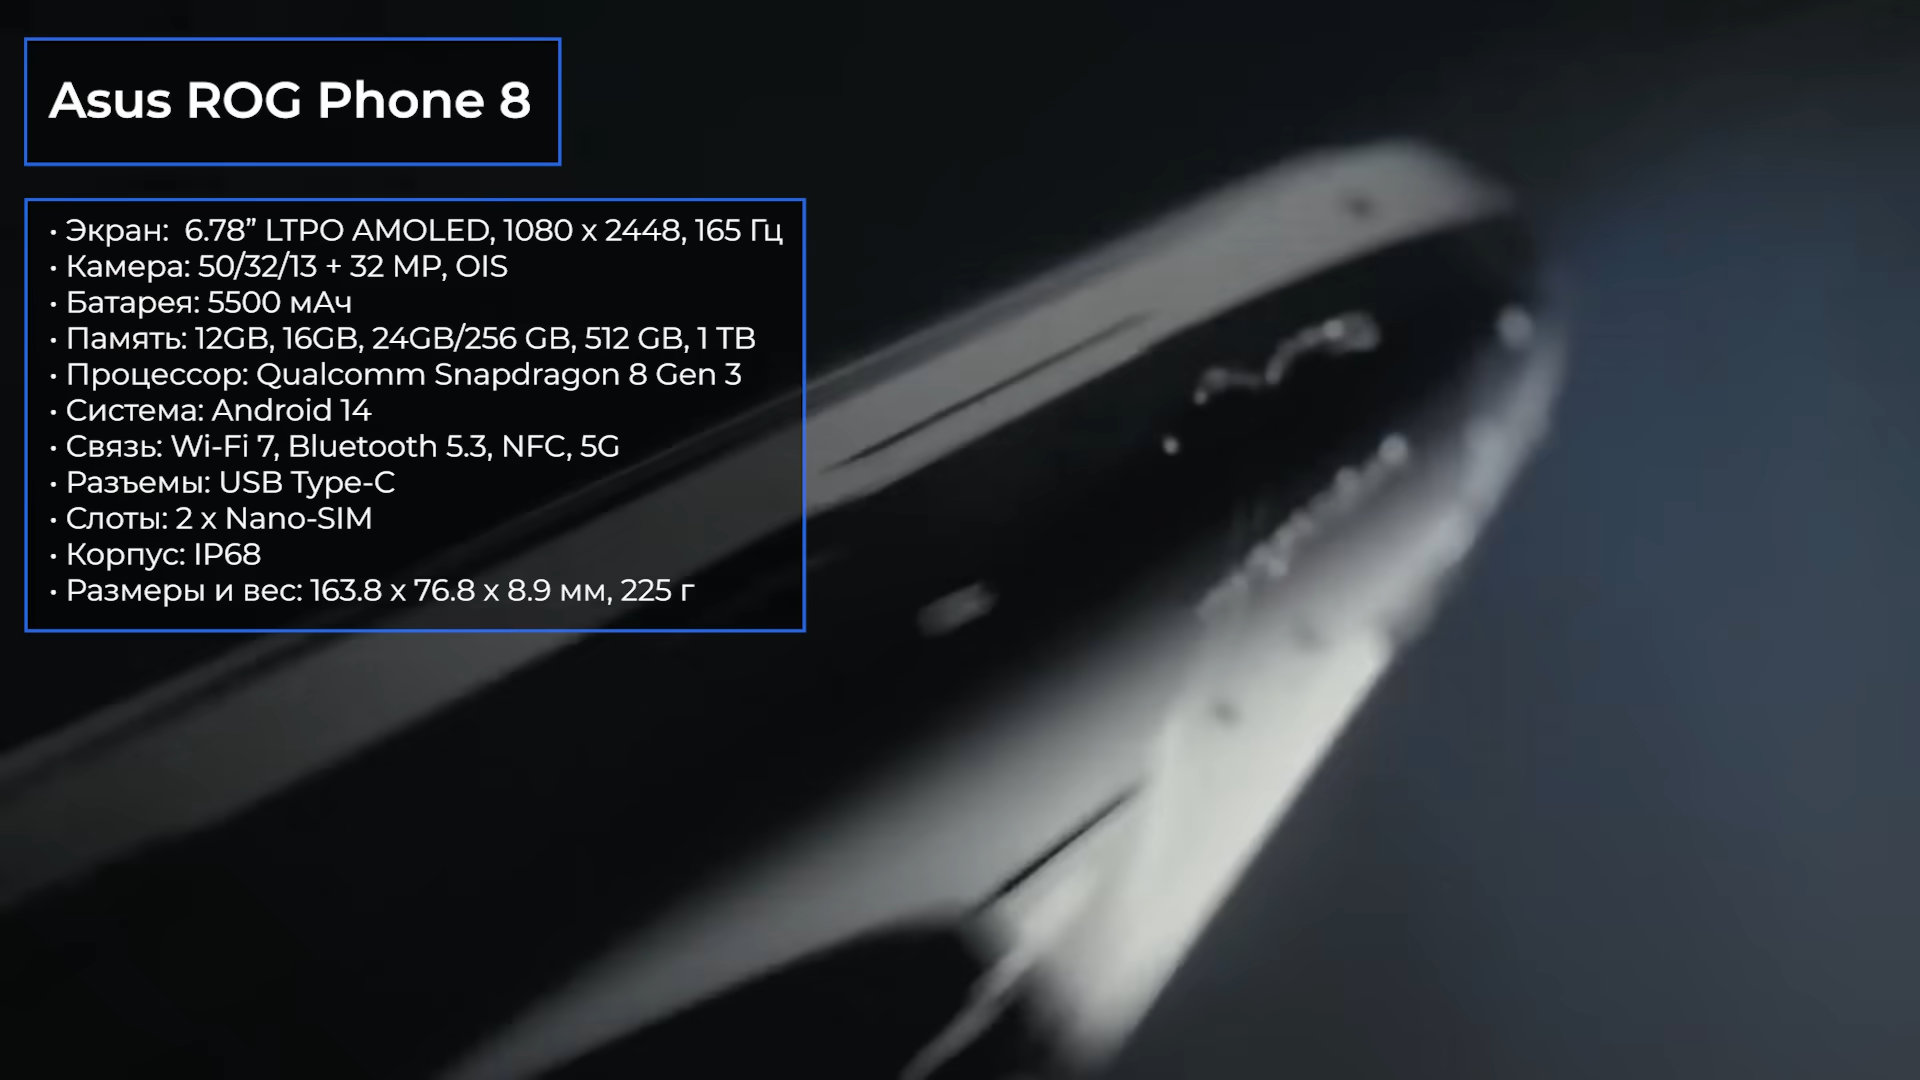 Asus ROG Phone 8
• Экран:  6.78” LTPO AMOLED, 1080 x 2448, 165 Гц
• Камера: 50/32/13 + 32 MP, OIS
• Батарея: 5500 мАч
• Память: 12GB, 16GB, 24GB/256 GB, 512 GB, 1 TB
• Процессор: Qualcomm Snapdragon 8 Gen 3
• Система: Android 14
• Связь: Wi-Fi 7, Bluetooth 5.3, NFC, 5G
• Разъемы: USB Type-C
• Слоты: 2 x Nano-SIM
• Корпус: IP68
• Размеры и вес: 163.8 x 76.8 x 8.9 мм, 225 г